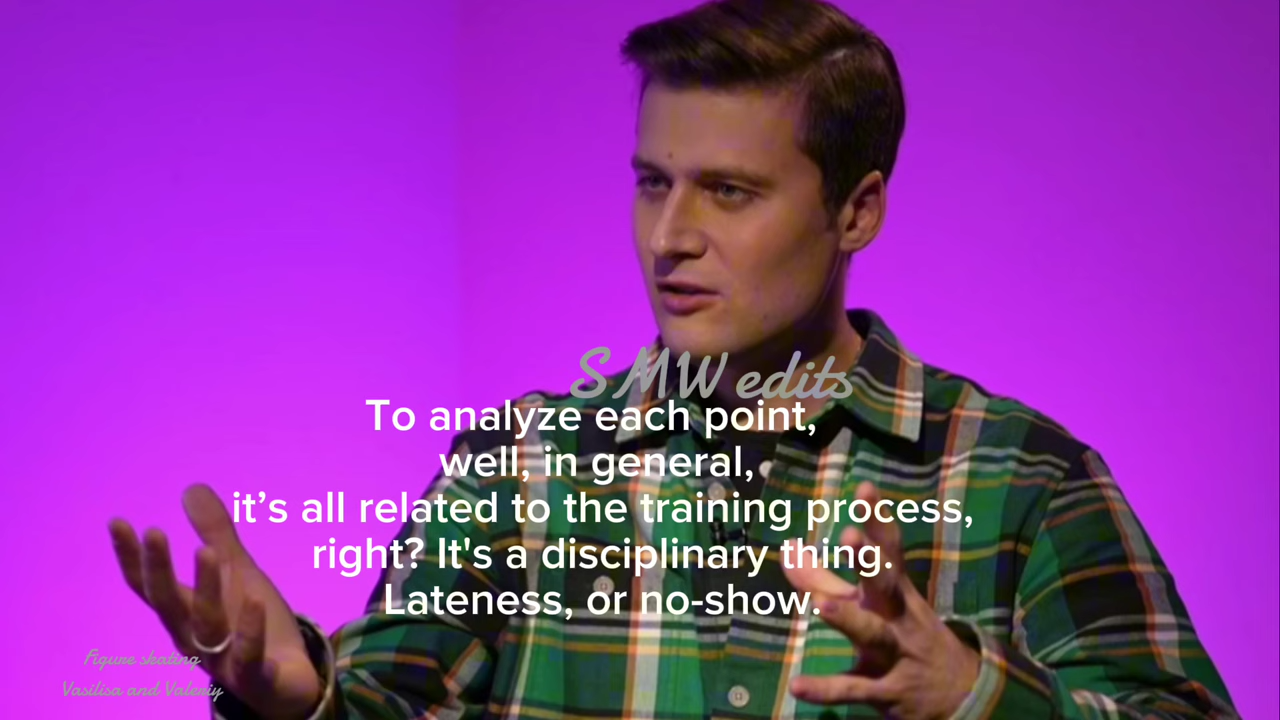 SMW edits
To analyze each point,
well, in general,
it’s all related to the training process,
right? It's a disciplinary thing.
Lateness, or no-show.
Figure skating
Vasilisa and Valeriy